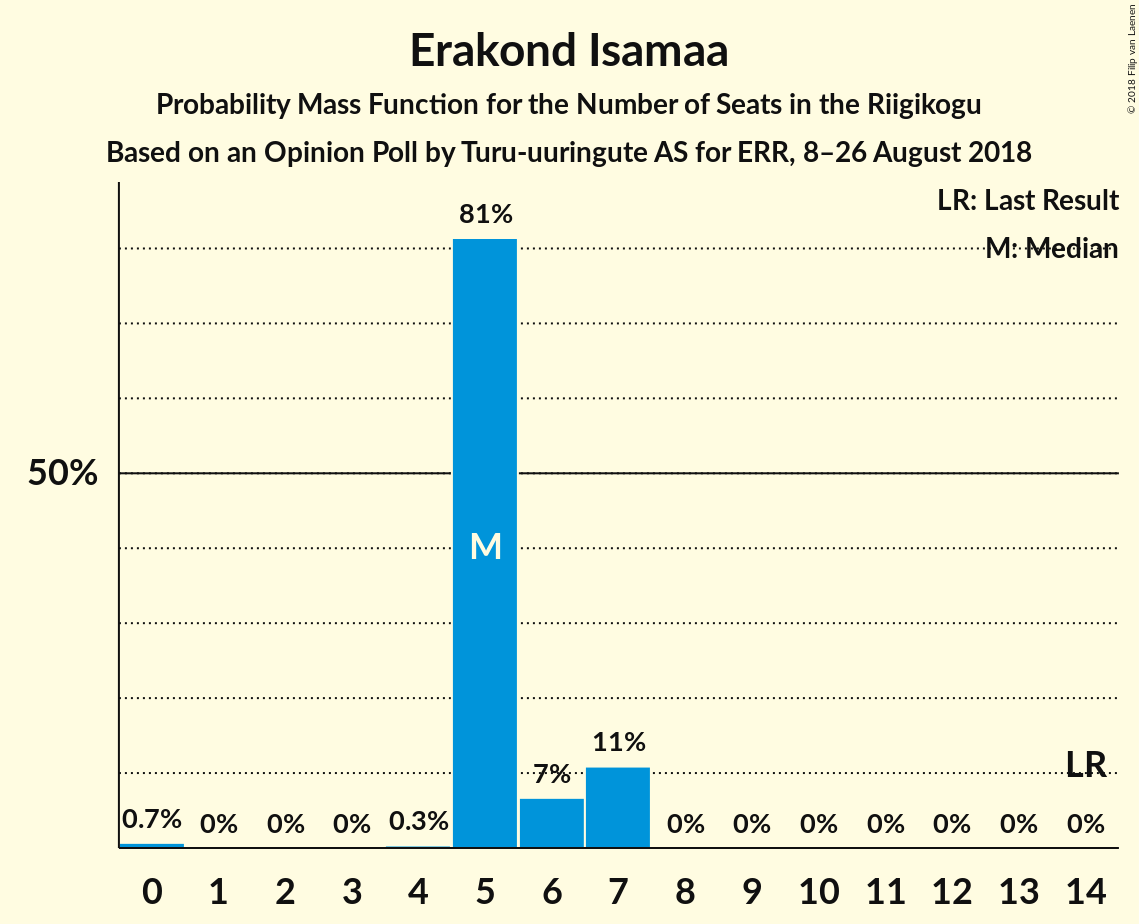 Erakond Isamaa
Probability Mass Function for the Number of Seats in the Riigikogu
Based on an Opinion Poll by Turu-uuringute AS for ERR, 8–26 August 2018
© 2018 Filip van Laenen
LR: Last Result
M: Median
81%
50%
M
11%
7%
LR
0.7% 0% 0% 0% 0.3% 0% 0% 0% 0% 0% 0% 0%
0 1 2 3 4 5 6 7 8 9 10 11 12 13 14